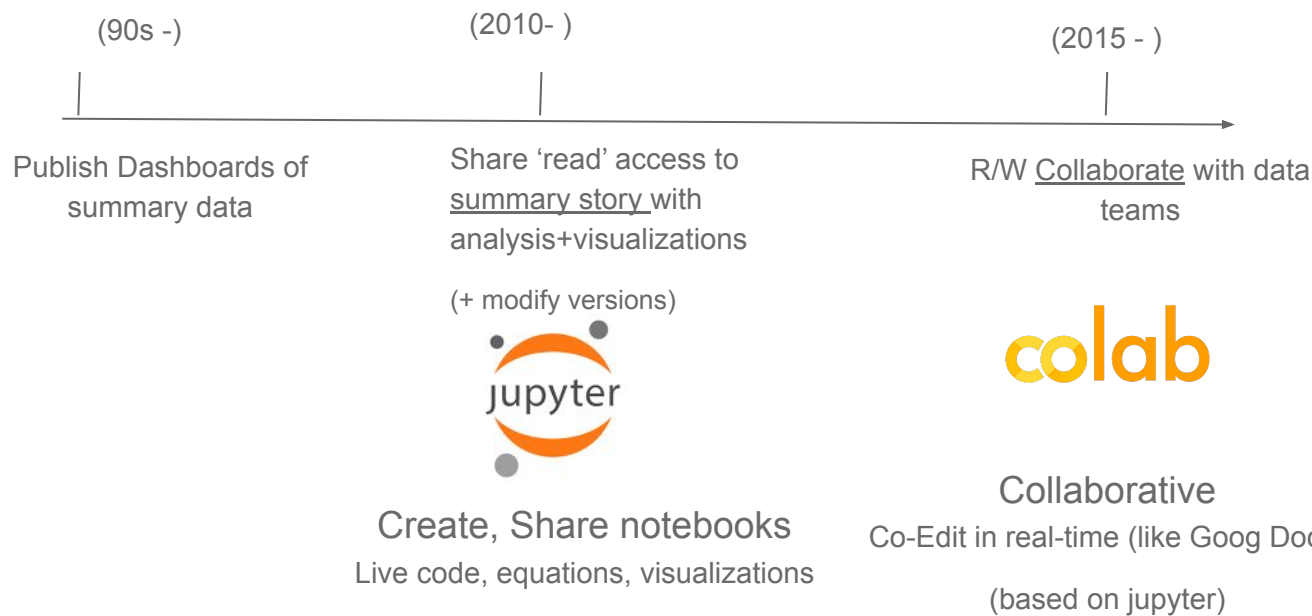 (90s -)
(2010- )
(2015 - )
Publish Dashboards of
summary data
Share ‘read’ access to
summary story with
analysis+visualizations
(+ modify versions)
jupyter
Create, Share notebooks
Live code, equations, visualizations
R/W Collaborate with data
teams
colab
Collaborative
Co-Edit in real-time (like Goog Doc
(based on jupyter)